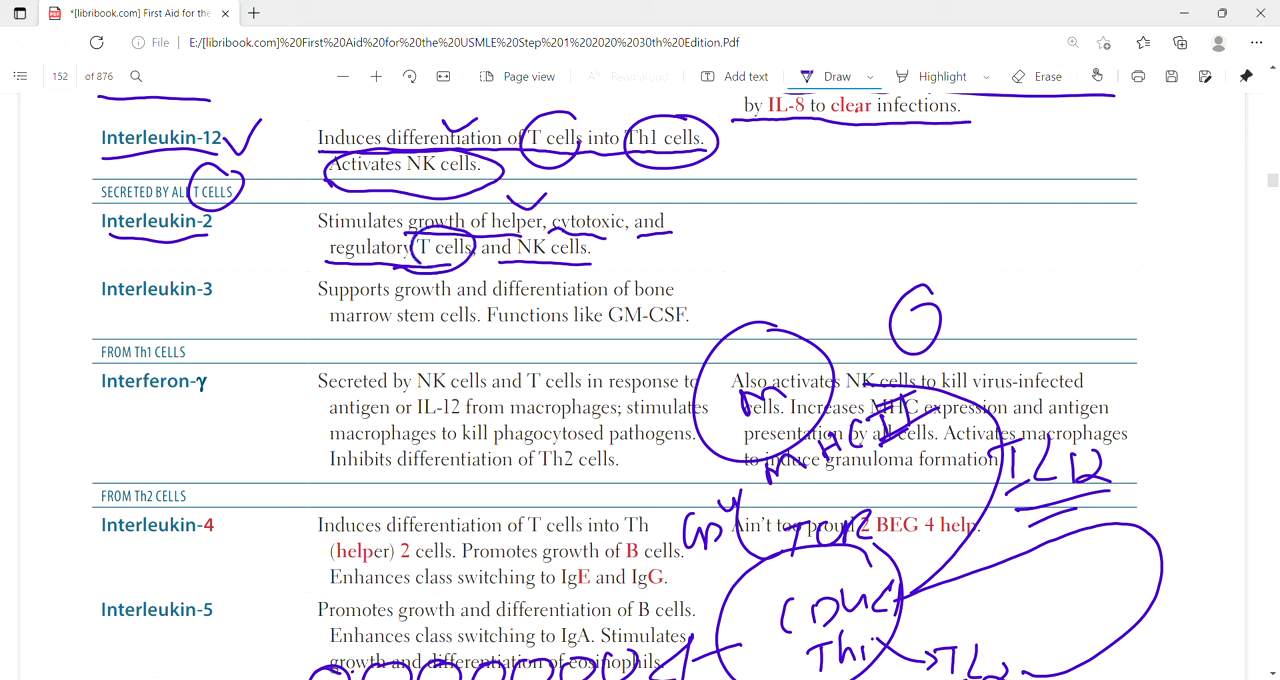 *[libribook.com] First Aid for the
File
E:/[libribook.com]%20First%20Aid%20for%20the%20USMLE%20Step%201%202020%2030th%20Edition.Pdf
152 of 876
Page view
Read aloud
Add text
Draw
Highlight
Erase
by IL-8 to clear infections.
Interleukin-12
Induces differentiation of T cells into Th1 cells.
Activates NK cells.
SECRETED BY ALL T CELLS
Interleukin-2
Stimulates growth of helper, cytotoxic, and
regulatory T cells, and NK cells.
Interleukin-3
Supports growth and differentiation of bone
marrow stem cells. Functions like GM-CSF.
FROM Th1 CELLS
Interferon-γ
Secreted by NK cells and T cells in response to
antigen or IL-12 from macrophages; stimulates
macrophages to kill phagocytosed pathogens.
Inhibits differentiation of Th2 cells.
Also activates NK cells to kill virus-infected
cells. Increases MHC expression and antigen
presentation by all cells. Activates macrophages
to induce granuloma formation.
M
MHC II
IL12
FROM Th2 CELLS
Interleukin-4
Induces differentiation of T cells into Th
(helper) 2 cells. Promotes growth of B cells.
Enhances class switching to IgE and IgG.
Ain't too proud 2 BEG 4 help.
TCR
Interleukin-5
Promotes growth and differentiation of B cells.
Enhances class switching to IgA. Stimulates
growth and differentiation of eosinophils.
CD4
Th1